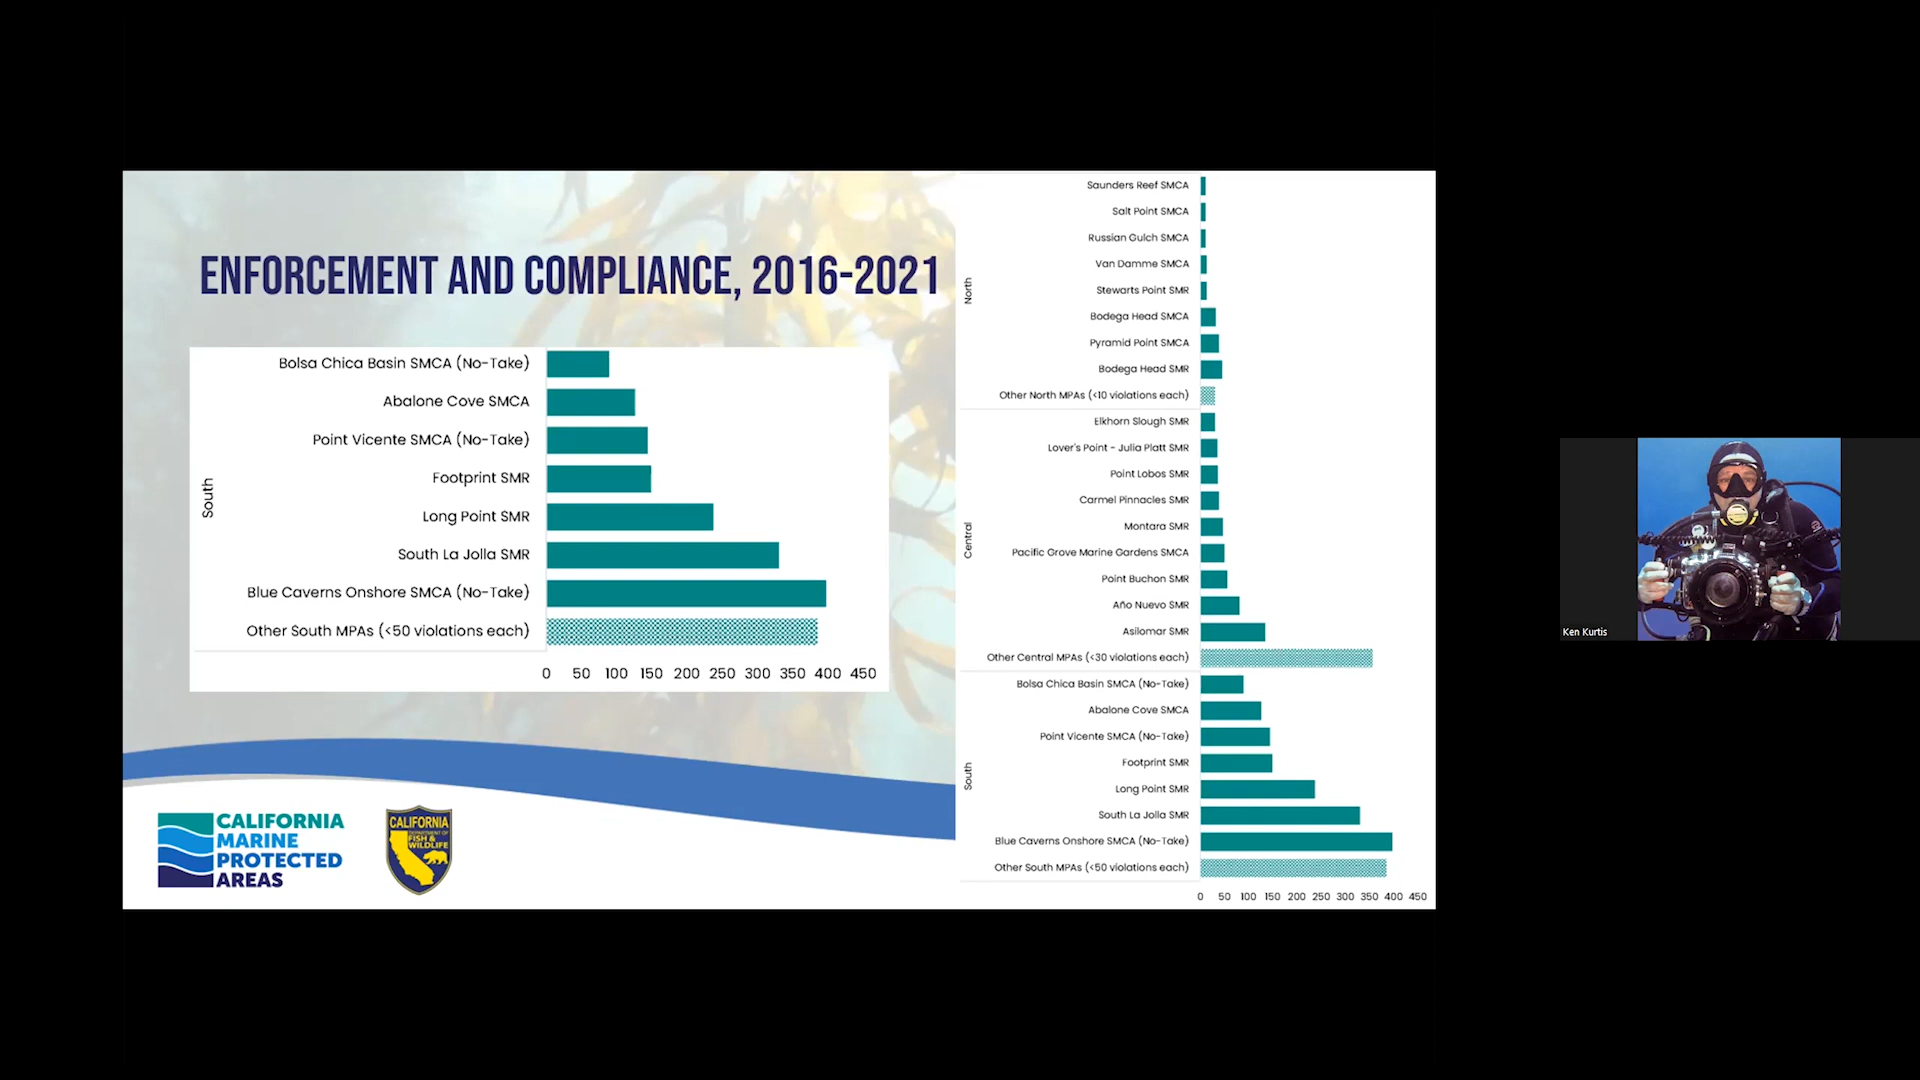 ENFORCEMENT AND COMPLIANCE, 2016-2021
South
Bolsa Chica Basin SMCA (No-Take)
Abalone Cove SMCA
Point Vicente SMCA (No-Take)
Footprint SMR
Long Point SMR
South La Jolla SMR
Blue Caverns Onshore SMCA (No-Take)
Other South MPAs (<50 violations each)
0 50 100 150 200 250 300 350 400 450
CALIFORNIA
MARINE
PROTECTED
AREAS
CALIFORNIA
DEPARTMENT OF
FISH &
WILDLIFE
North
Saunders Reef SMCA
Salt Point SMCA
Russian Gulch SMCA
Van Damme SMCA
Stewarts Point SMR
Bodega Head SMCA
Pyramid Point SMCA
Bodega Head SMR
Other North MPAs (<10 violations each)
Central
Elkhorn Slough SMR
Lover's Point - Julia Platt SMR
Point Lobos SMR
Carmel Pinnacles SMR
Montara SMR
Pacific Grove Marine Gardens SMCA
Point Buchon SMR
Año Nuevo SMR
Asilomar SMR
Other Central MPAs (<30 violations each)
South
Bolsa Chica Basin SMCA (No-Take)
Abalone Cove SMCA
Point Vicente SMCA (No-Take)
Footprint SMR
Long Point SMR
South La Jolla SMR
Blue Caverns Onshore SMCA (No-Take)
Other South MPAs (<50 violations each)
0 50 100 150 200 250 300 350 400 450
Ken Kurtis